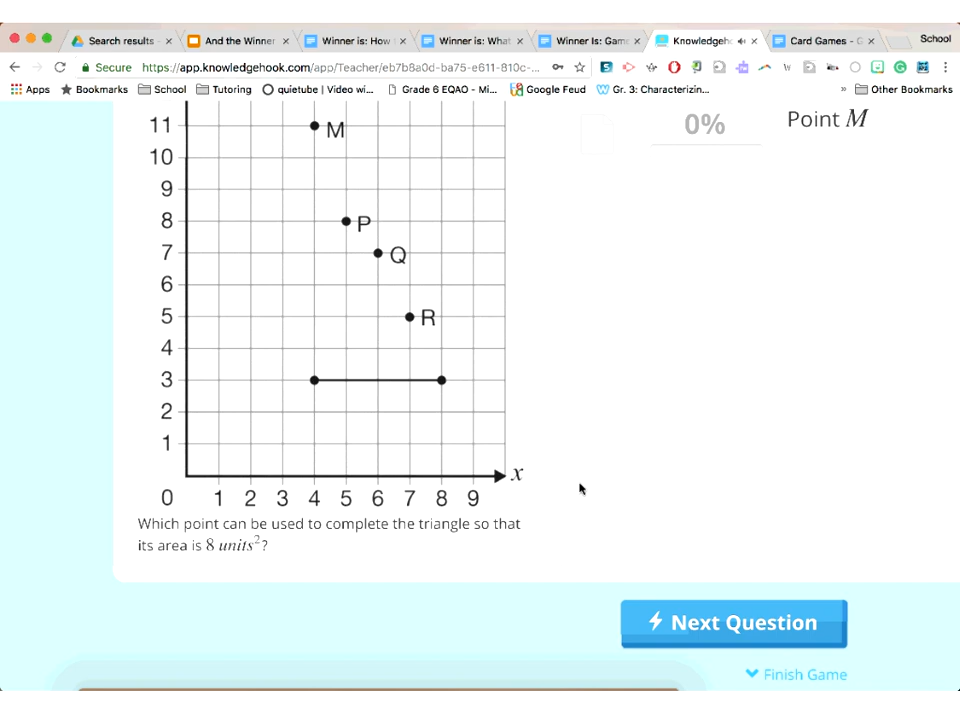 Search results
And the Winner
Winner is: How
Winner is: What
Winner Is: Gam
Knowledgeh
Card Games - G
School
Secure https://app.knowledgehook.com/app/Teacher/eb7b8a0d-ba75-e611-810c-...
Apps Bookmarks School Tutoring quietube | Video wi... Grade 6 EQAO - Mi... Google Feud Gr. 3: Characterizin... » Other Bookmarks
0% Point M
11 M
10
9
8 P
7 Q
6
5 R
4
3
2
1
x
0 1 2 3 4 5 6 7 8 9
Which point can be used to complete the triangle so that
its area is 8 units²?
Next Question
Finish Game